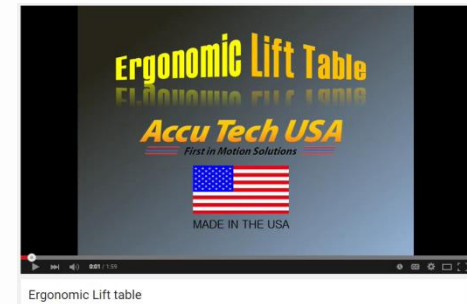 Ergonomic Lift Table
Accu Tech USA
First in Motion Solutions
MADE IN THE USA
0:01 / 1:59
Ergonomic Lift table